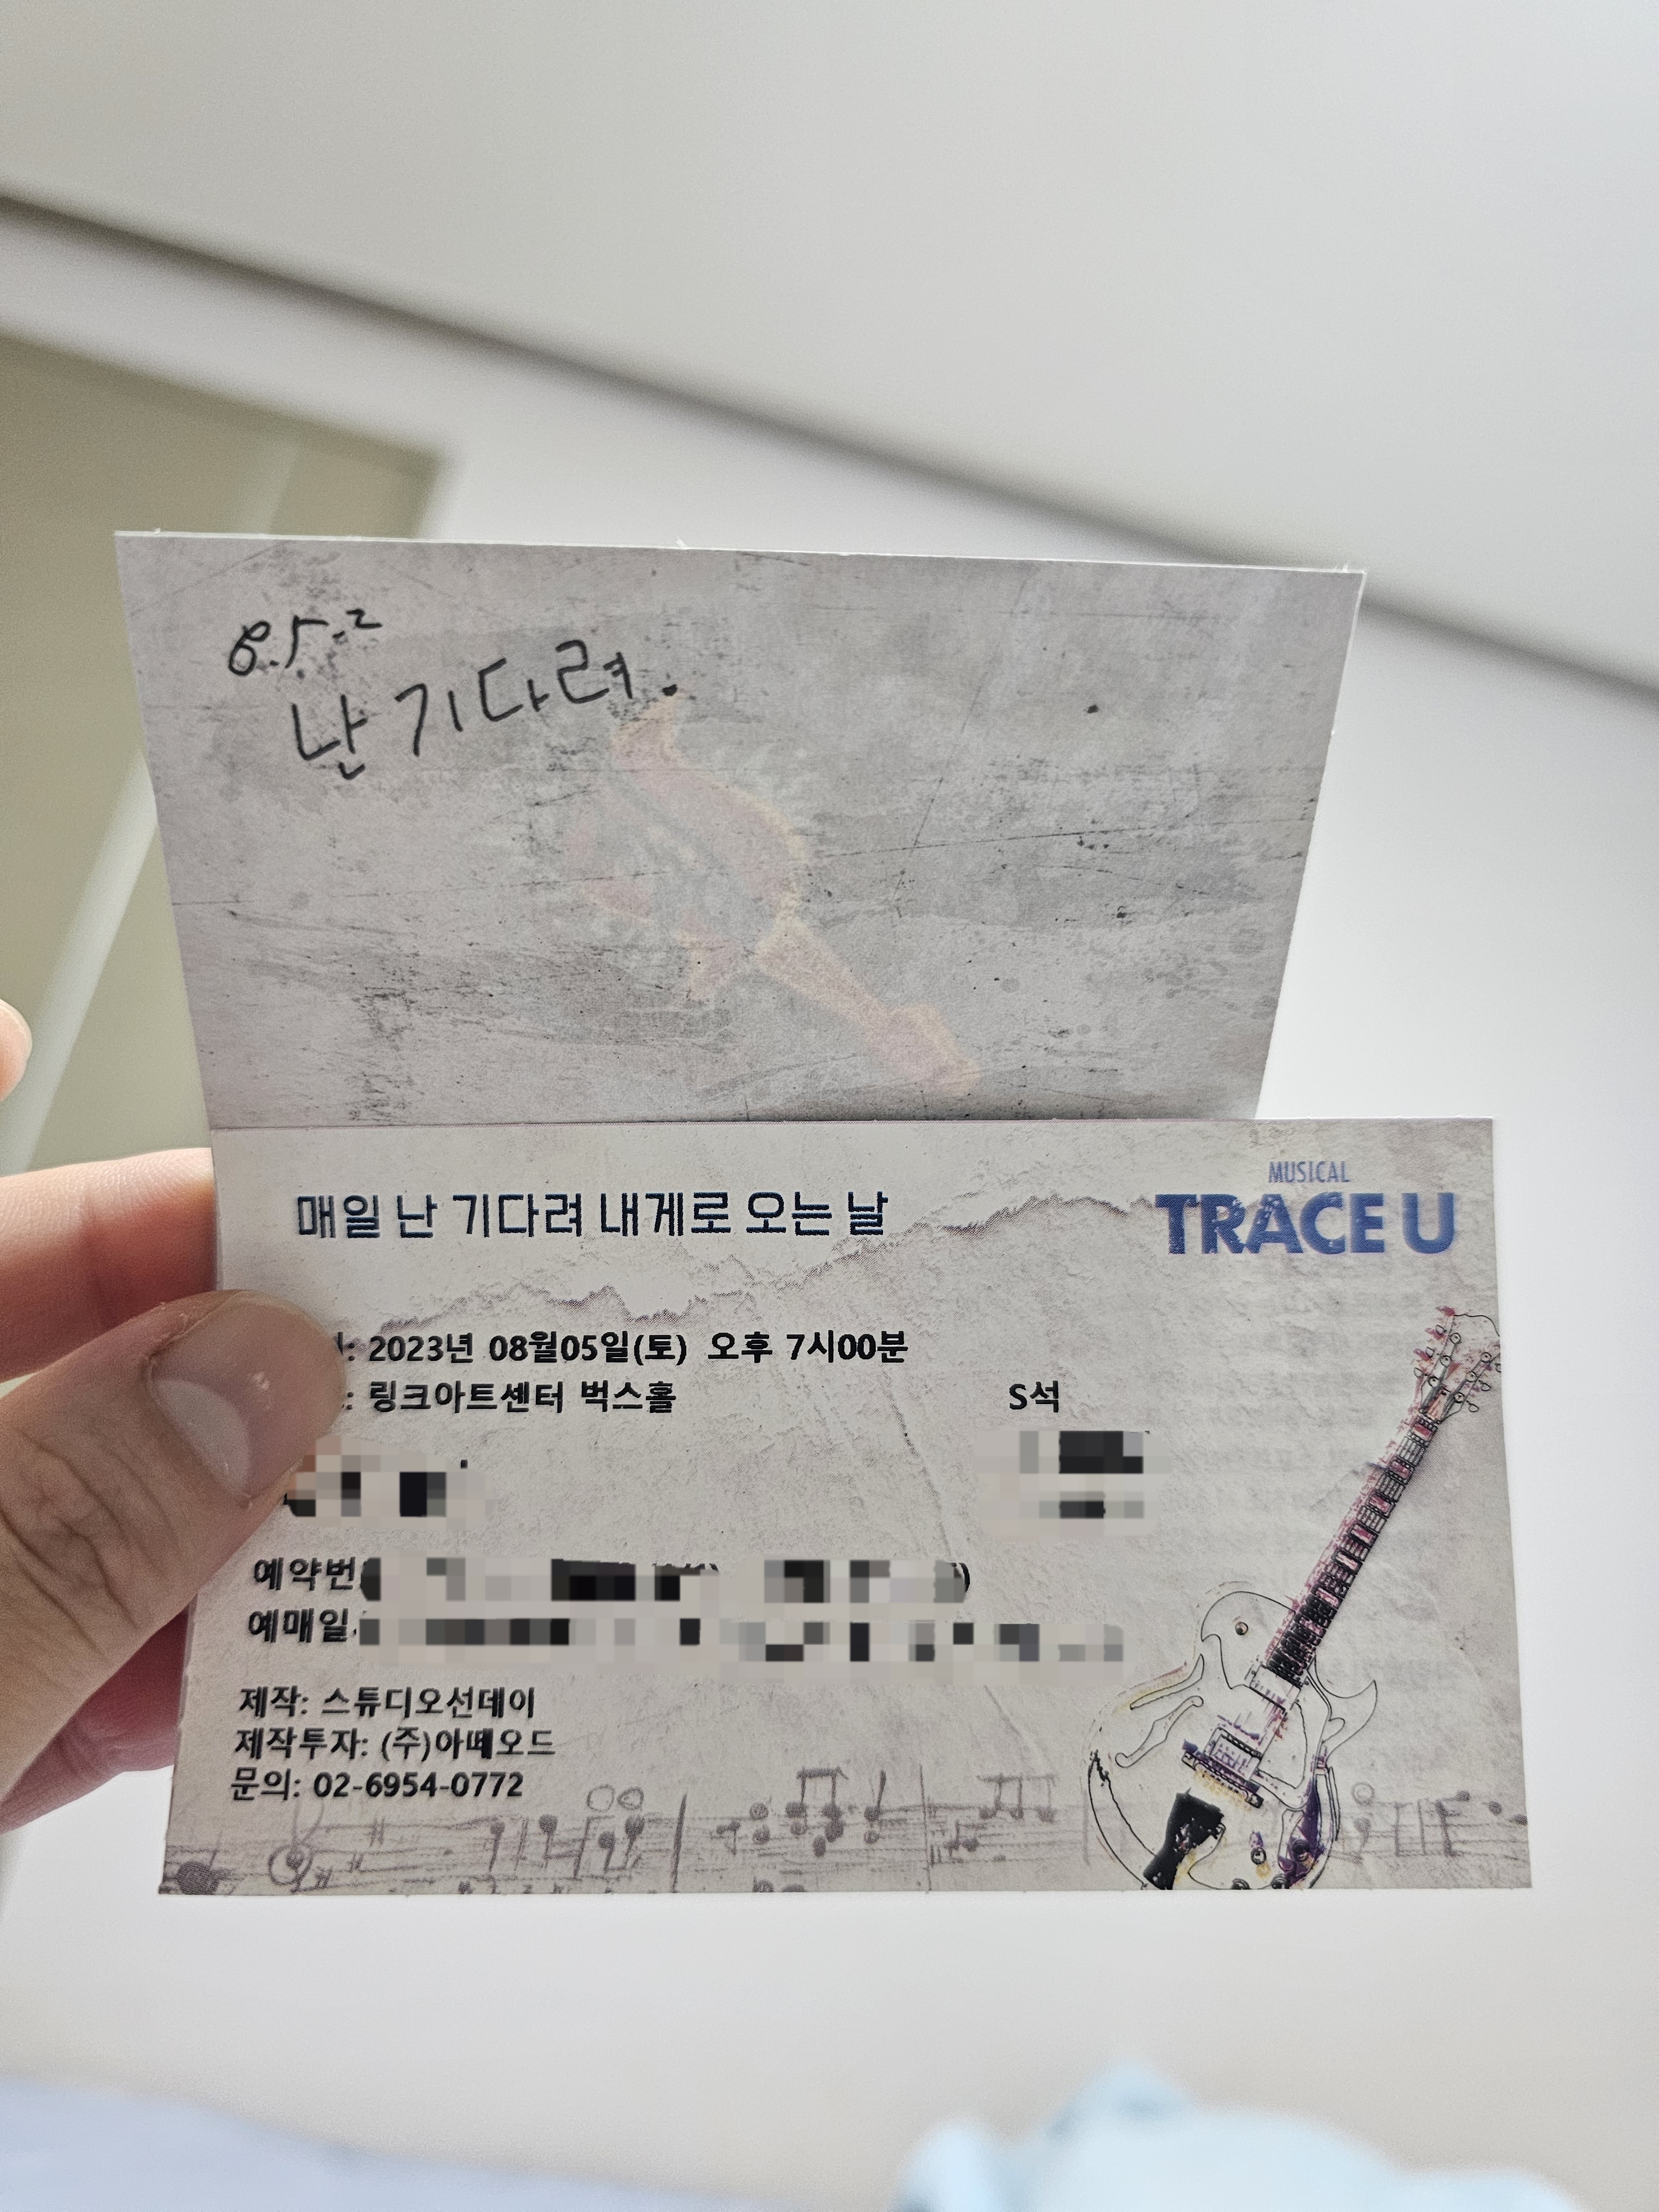 8.5.²
난 기다려.
매일 난 기다려 내게로 오는 날
MUSICAL
TRACE U
: 2023년 08월05일(토) 오후 7시00분
: 링크아트센터 벅스홀
S석
예약번
예매일
제작: 스튜디오선데이
제작투자: (주)아떼오드
문의: 02-6954-0772